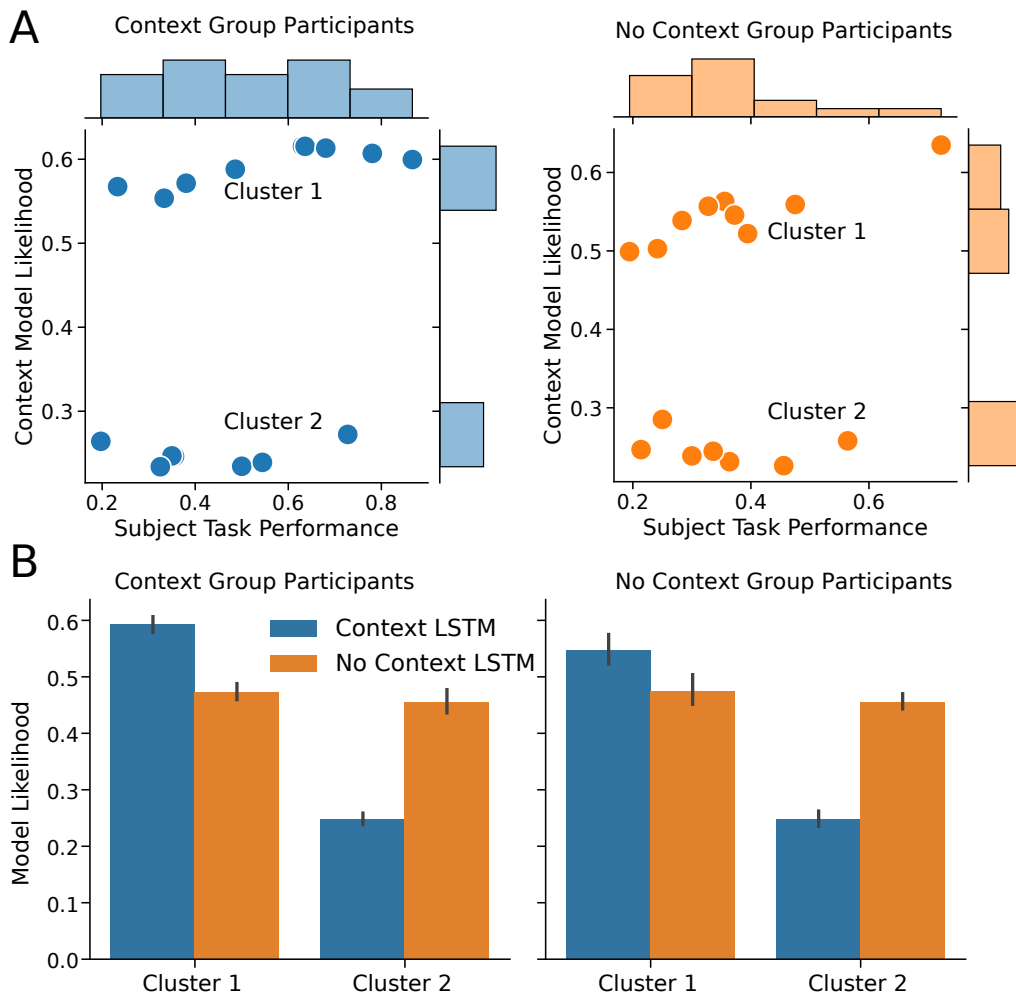 A
Context Group Participants
No Context Group Participants
Context Model Likelihood
0.6
0.5
0.4
0.3
Cluster 1
Cluster 2
0.2
0.4
0.6
0.8
Subject Task Performance
Context Model Likelihood
0.6
0.5
0.4
0.3
Cluster 1
Cluster 2
0.2
0.4
0.6
Subject Task Performance
B
Context Group Participants
No Context Group Participants
Model Likelihood
0.6
0.5
0.4
0.3
0.2
0.1
0.0
Context LSTM
No Context LSTM
Cluster 1
Cluster 2
Cluster 1
Cluster 2